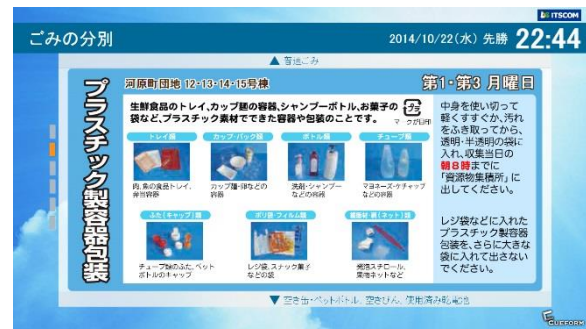 ITSCOM
ごみの分別
2014/10/22(水) 先勝 22:44
▲ 普通ごみ
プラスチック製容器包装
河原町団地 12・13・14・15号棟
第1・第3 月曜日
生鮮食品のトレイ、カップ麺の容器、シャンプーボトル、お菓子の
袋など、プラスチック素材でできた容器や包装のことです。
プラ
マークが目印
トレイ類
肉、魚の食品トレイ、
弁当容器
カップ・パック類
カップ麺・卵などの
容器
ボトル類
洗剤・シャンプー
などの容器
チューブ類
マヨネーズ・ケチャップ
などの容器
ふた(キャップ)類
チューブ類のふた、ペット
ボトルのキャップ
ポリ袋・フィルム類
レジ袋、スナック菓子
などの袋
緩衝材・網(ネット)類
発泡スチロール、
果物ネットなど
中身を使い切って
軽くすすぐか、汚れ
をふき取ってから、
透明・半透明の袋に
入れ、収集当日の
朝8時までに
「資源物集積所」に
出してください。
レジ袋などに入れた
プラスチック製容器
包装を、さらに大きな
袋に入れて出さない
でください。
▼ 空き缶・ペットボトル、空きびん、使用済み乾電池